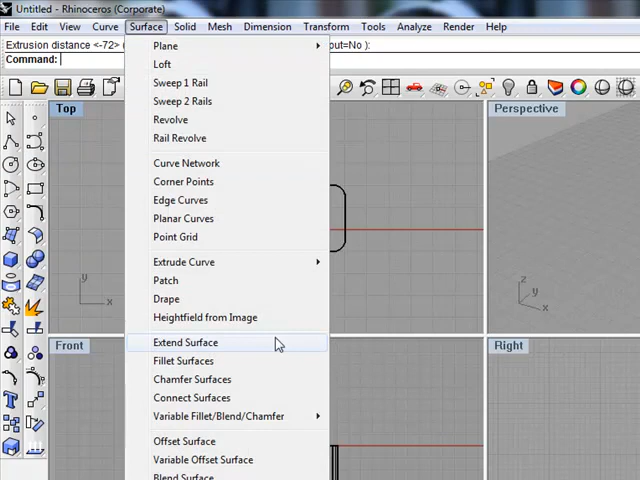 Untitled - Rhinoceros (Corporate)
File Edit View Curve Surface Solid Mesh Dimension Transform Tools Analyze Render Help
Extrusion distance <-72> ( put=No ):
Command:
Plane
Loft
Sweep 1 Rail
Sweep 2 Rails
Revolve
Rail Revolve
Curve Network
Corner Points
Edge Curves
Planar Curves
Point Grid
Extrude Curve
Patch
Drape
Heightfield from Image
Extend Surface
Fillet Surfaces
Chamfer Surfaces
Connect Surfaces
Variable Fillet/Blend/Chamfer
Offset Surface
Variable Offset Surface
Blend Surface
Top
Perspective
y
x
z
y
x
Front
Right